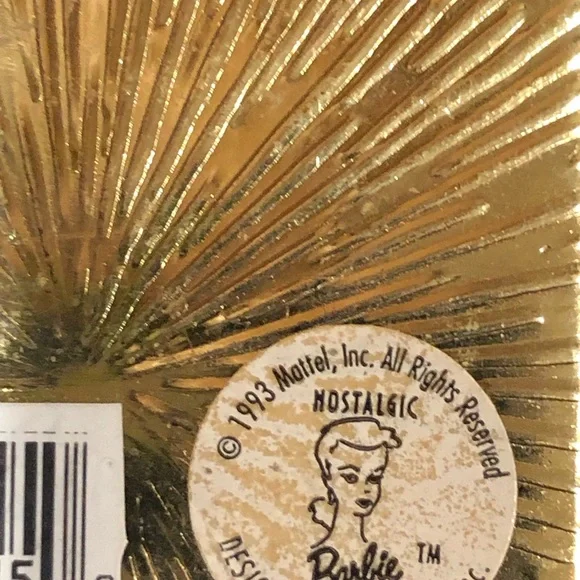 © 1993 Mattel, Inc. All Rights Reserved
NOSTALGIC
Barbie ™